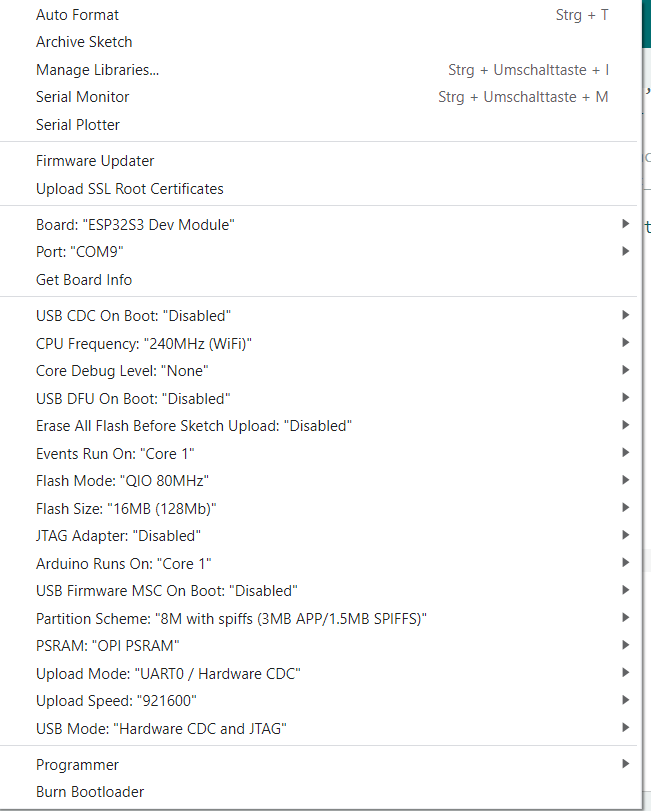 Auto Format Strg + T
Archive Sketch
Manage Libraries... Strg + Umschalttaste + I
Serial Monitor Strg + Umschalttaste + M
Serial Plotter
Firmware Updater
Upload SSL Root Certificates
Board: "ESP32S3 Dev Module"
Port: "COM9"
Get Board Info
USB CDC On Boot: "Disabled"
CPU Frequency: "240MHz (WiFi)"
Core Debug Level: "None"
USB DFU On Boot: "Disabled"
Erase All Flash Before Sketch Upload: "Disabled"
Events Run On: "Core 1"
Flash Mode: "QIO 80MHz"
Flash Size: "16MB (128Mb)"
JTAG Adapter: "Disabled"
Arduino Runs On: "Core 1"
USB Firmware MSC On Boot: "Disabled"
Partition Scheme: "8M with spiffs (3MB APP/1.5MB SPIFFS)"
PSRAM: "OPI PSRAM"
Upload Mode: "UART0 / Hardware CDC"
Upload Speed: "921600"
USB Mode: "Hardware CDC and JTAG"
Programmer
Burn Bootloader